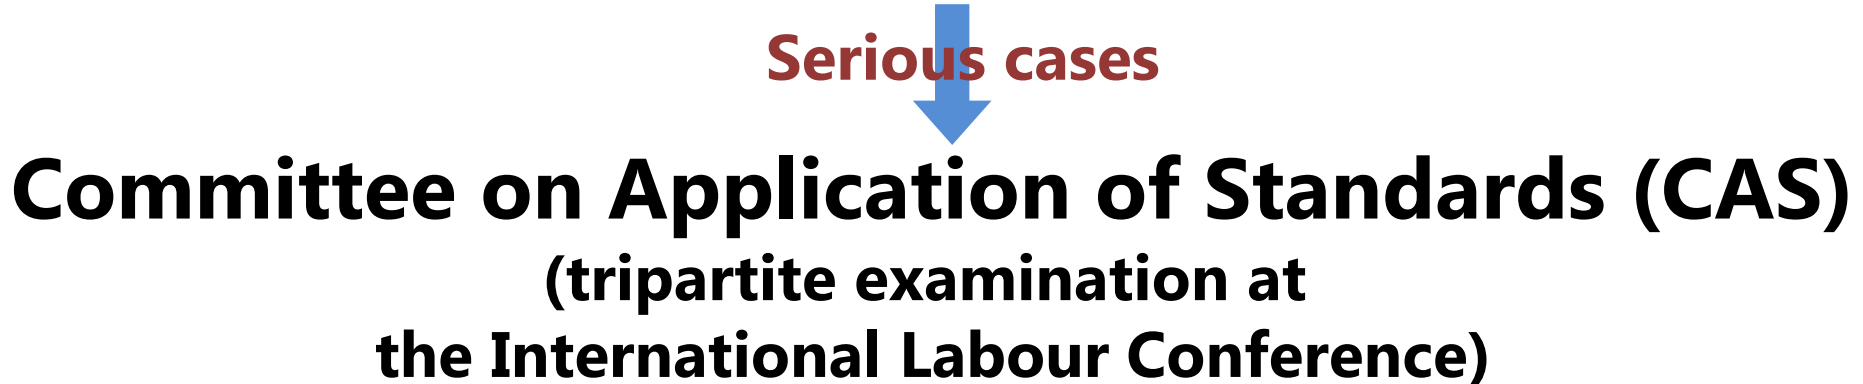 Serious cases
Committee on Application of Standards (CAS)
(tripartite examination at
the International Labour Conference)